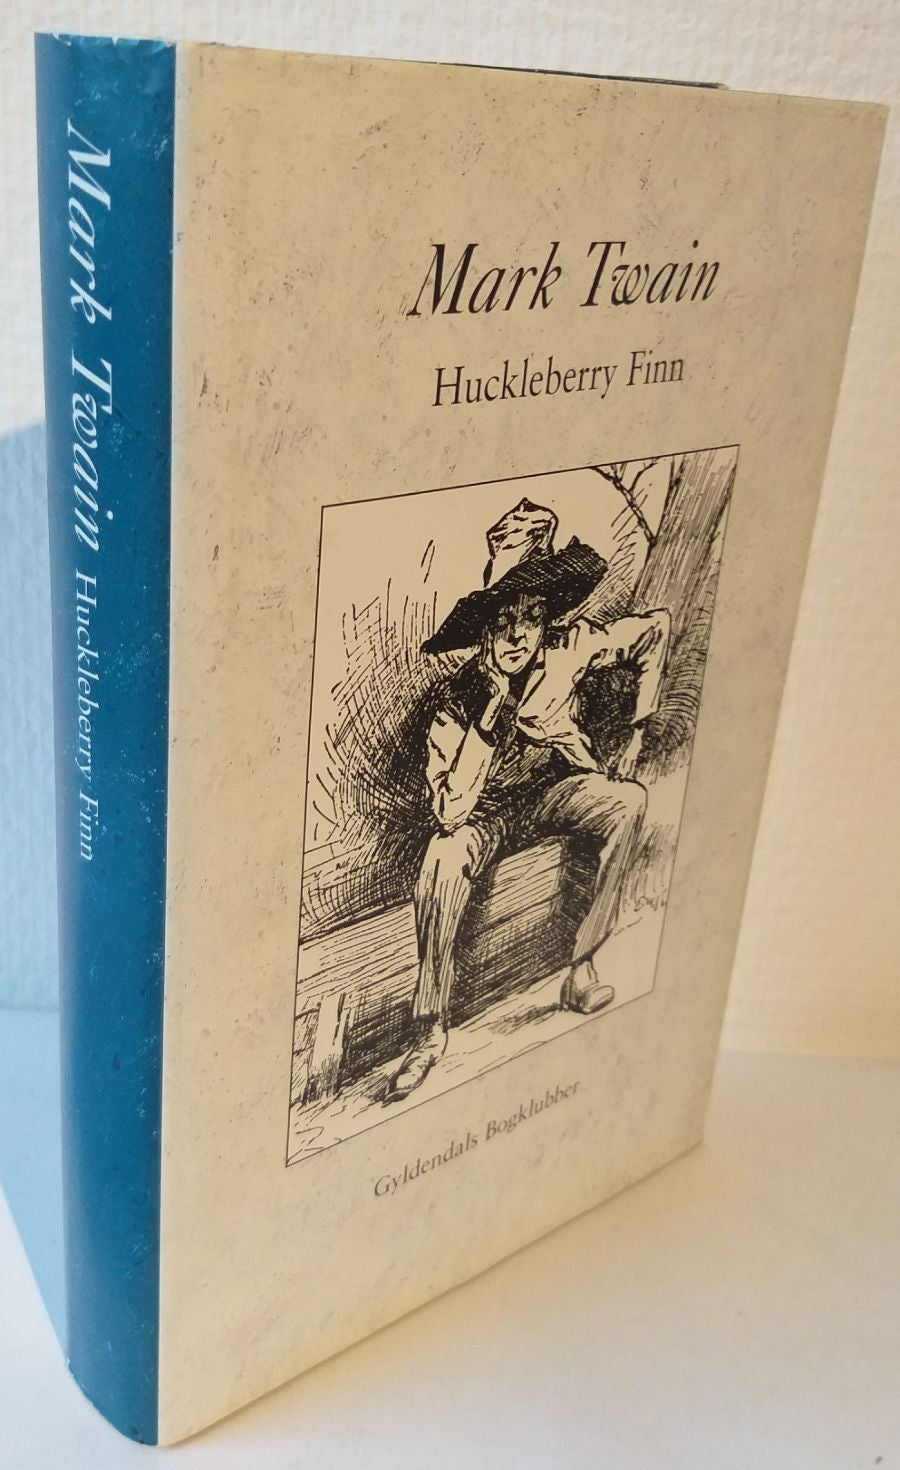 Mark Twain Huckleberry Finn
Mark Twain
Huckleberry Finn
Gyldendals Bogklubber